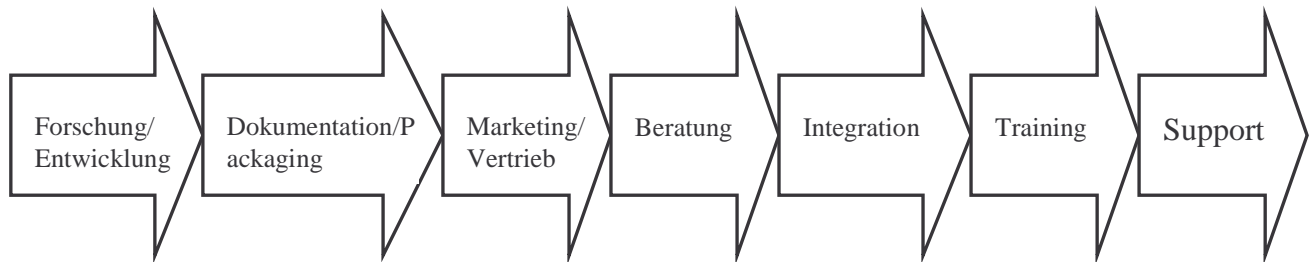 Forschung/
Entwicklung
Dokumentation/P
ackaging
Marketing/
Vertrieb
Beratung
Integration
Training
Support